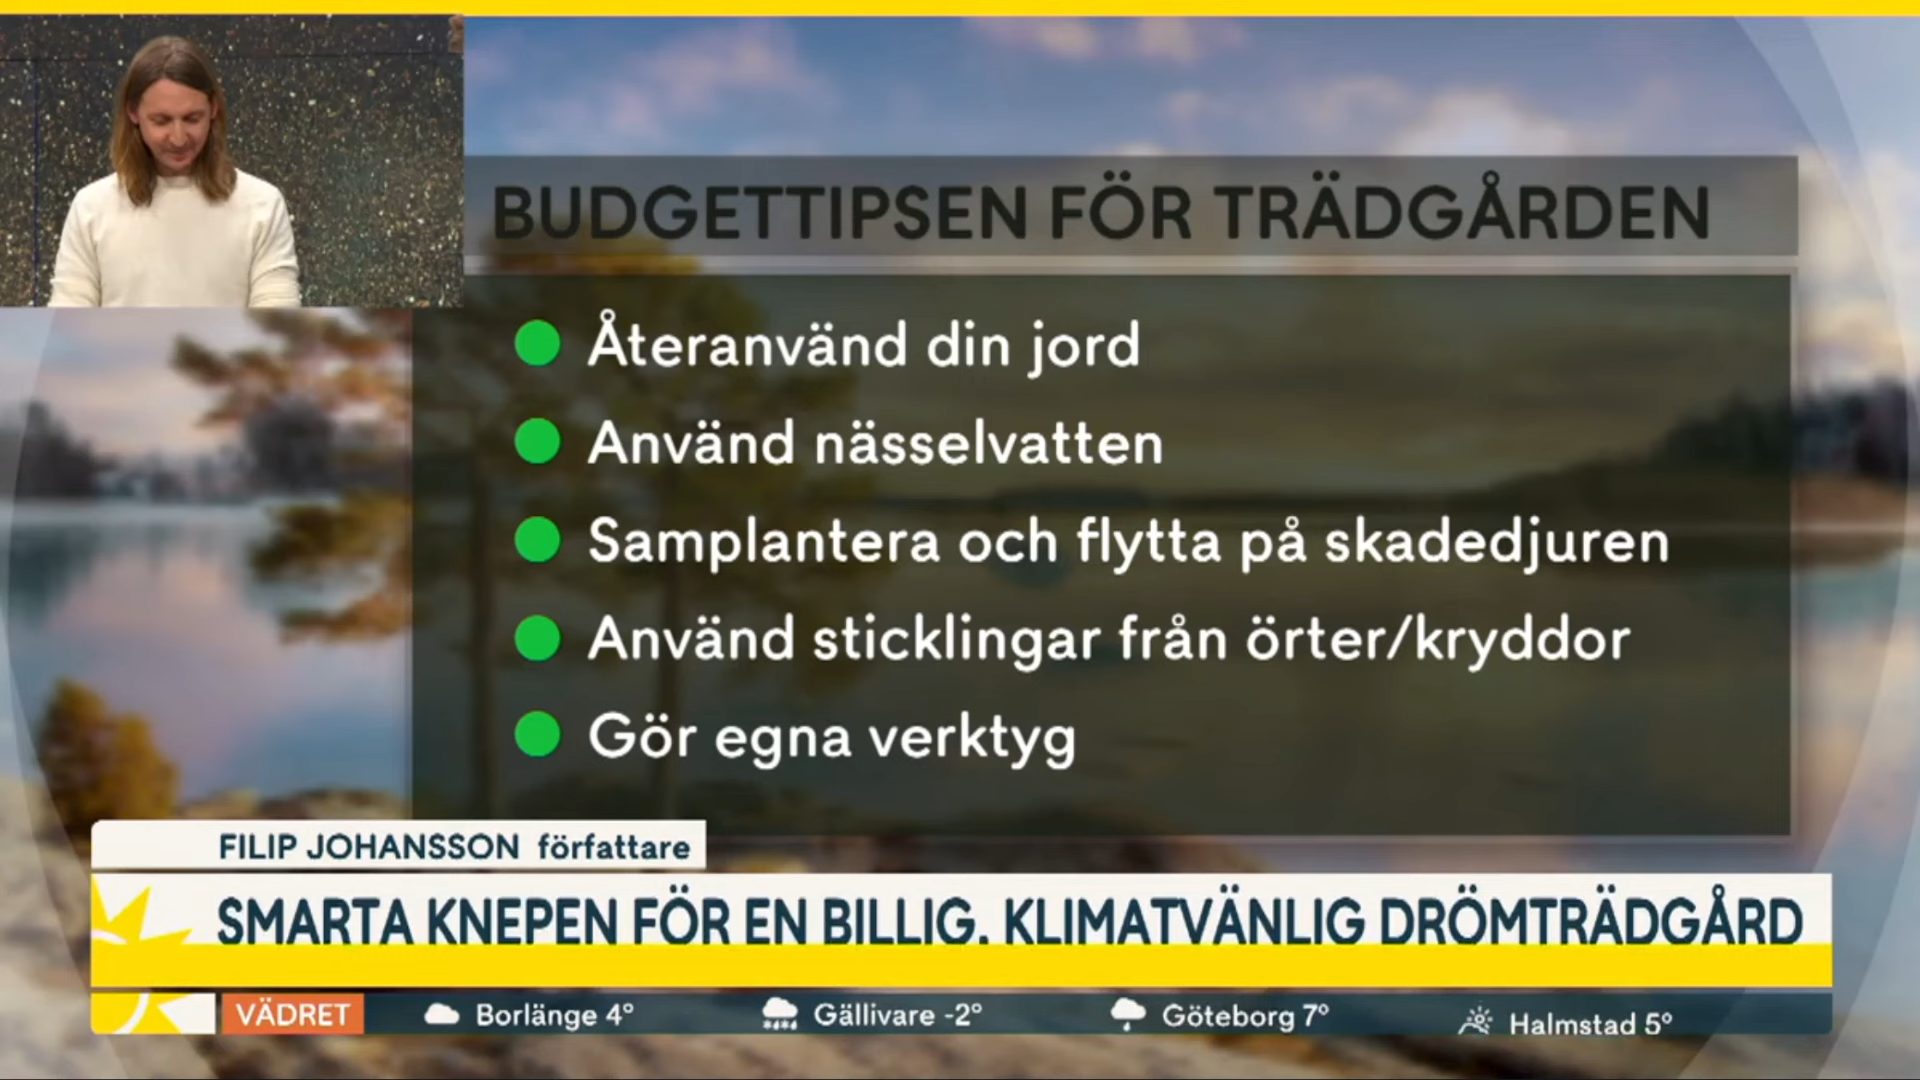 BUDGETTIPSEN FÖR TRÄDGÅRDEN
Återanvänd din jord
Använd nässelvatten
Samplantera och flytta på skadedjuren
Använd sticklingar från örter/kryddor
Gör egna verktyg
FILIP JOHANSSON författare
SMARTA KNEPEN FÖR EN BILLIG. KLIMATVÄNLIG DRÖMTRÄDGÅRD
VÄDRET Borlänge 4° Gällivare -2° Göteborg 7° Halmstad 5°